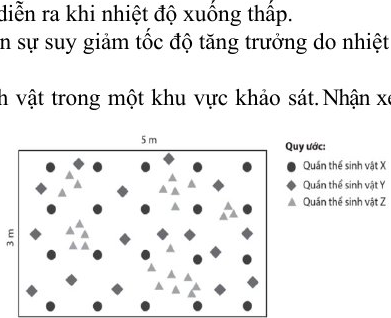 diễn ra khi nhiệt độ xuống thấp.
n sự suy giảm tốc độ tăng trưởng do nhiệt
h vật trong một khu vực khảo sát. Nhận xé
5 m
Quy ước:
Quần thể sinh vật X
Quần thể sinh vật Y
Quần thể sinh vật Z
3 m